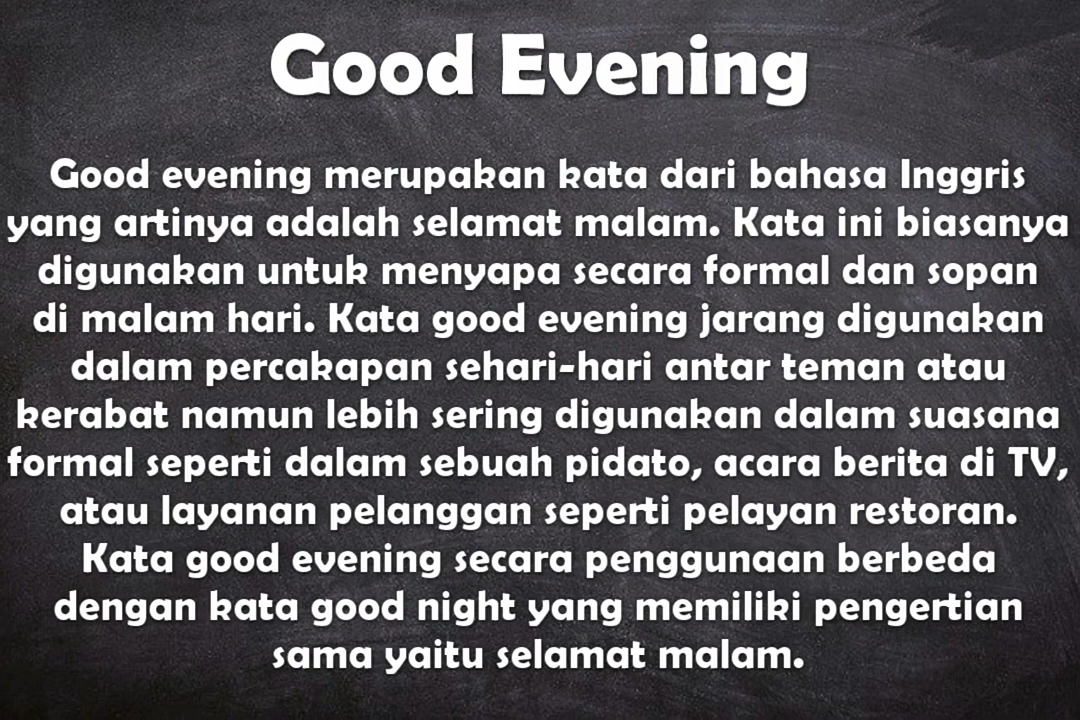 Good Evening
Good evening merupakan kata dari bahasa Inggris
yang artinya adalah selamat malam. Kata ini biasanya
digunakan untuk menyapa secara formal dan sopan
di malam hari. Kata good evening jarang digunakan
dalam percakapan sehari-hari antar teman atau
kerabat namun lebih sering digunakan dalam suasana
formal seperti dalam sebuah pidato, acara berita di TV,
atau layanan pelanggan seperti pelayan restoran.
Kata good evening secara penggunaan berbeda
dengan kata good night yang memiliki pengertian
sama yaitu selamat malam.